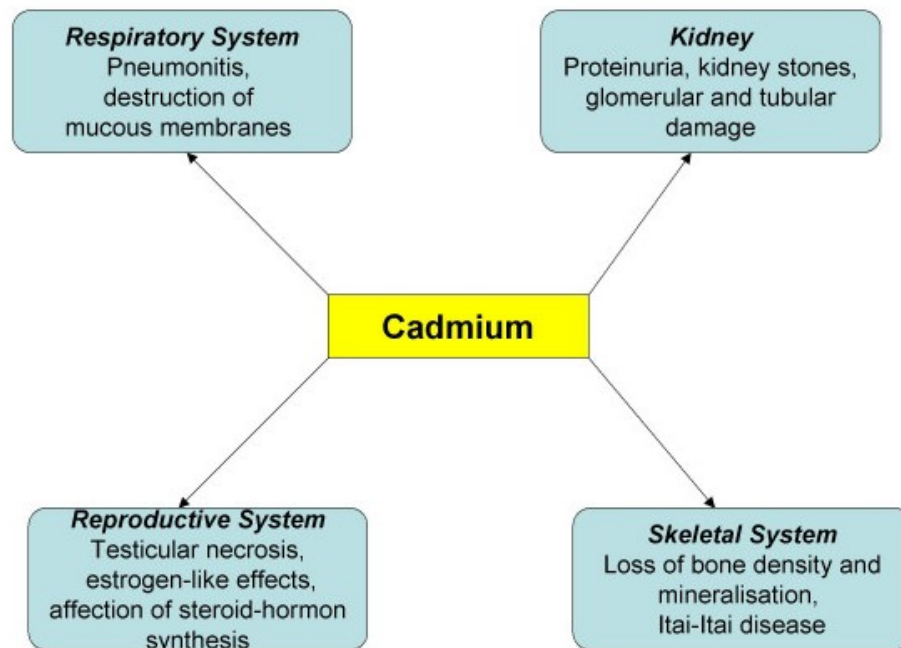 Respiratory System
Pneumonitis,
destruction of
mucous membranes
Kidney
Proteinuria, kidney stones,
glomerular and tubular
damage
Cadmium
Reproductive System
Testicular necrosis,
estrogen-like effects,
affection of steroid-hormon
synthesis
Skeletal System
Loss of bone density and
mineralisation,
Itai-Itai disease